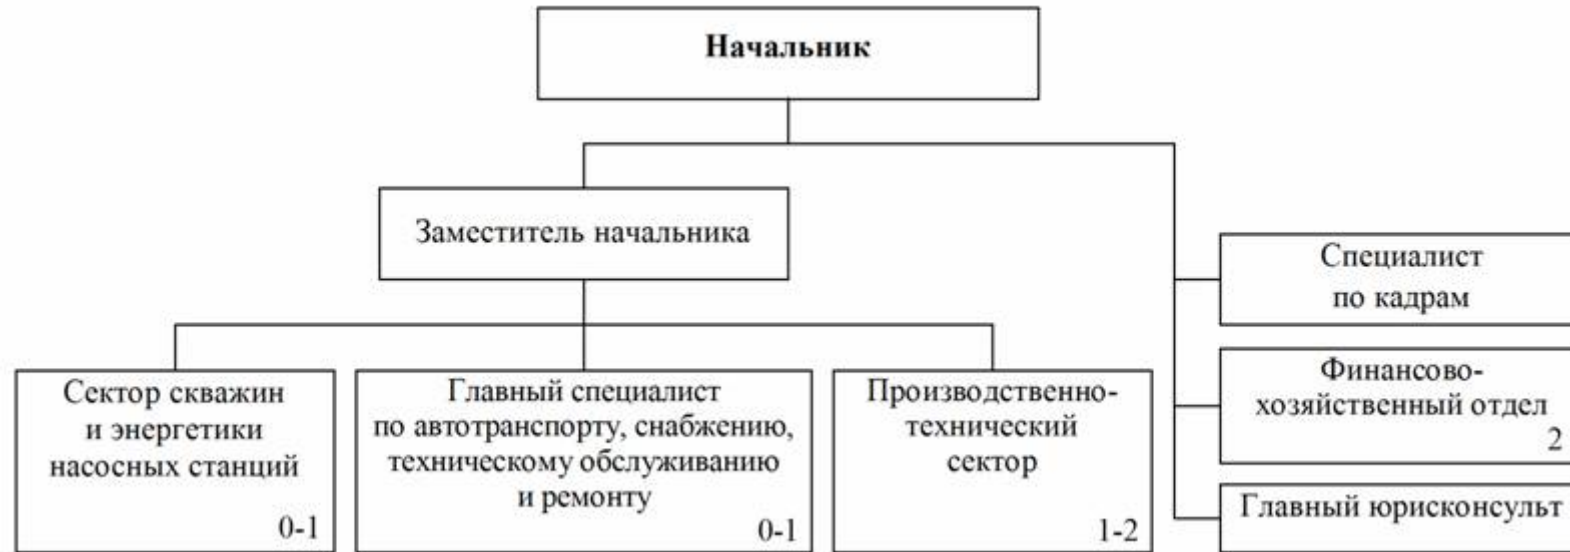 Начальник
Заместитель начальника
Специалист
по кадрам
Финансово-
хозяйственный отдел
2
Главный юрисконсульт
Сектор скважин
и энергетики
насосных станций
0-1
Главный специалист
по автотранспорту, снабжению,
техническому обслуживанию
и ремонту
0-1
Производственно-
технический
сектор
1-2